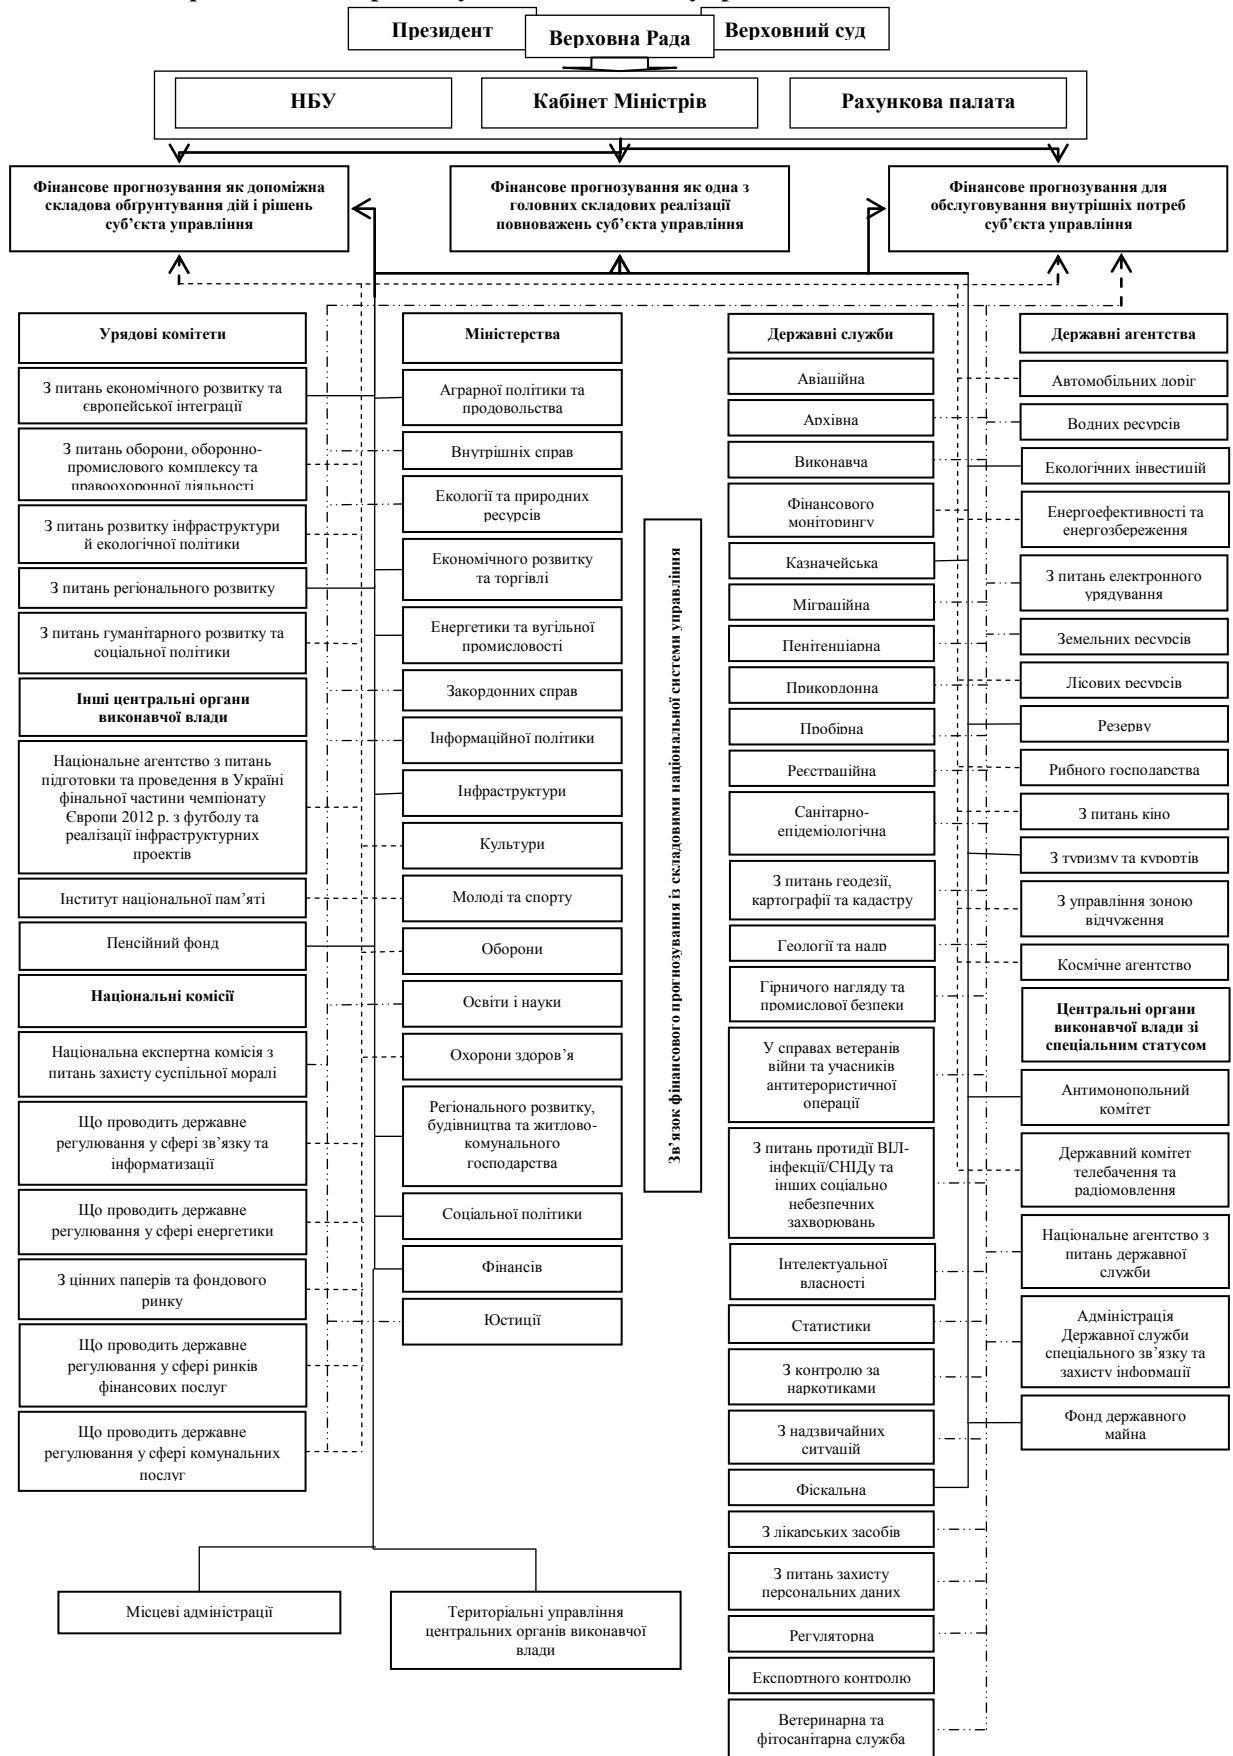 Президент
Верховна Рада
Верховний суд
НБУ
Кабінет Міністрів
Рахункова палата
Фінансове прогнозування як допоміжна
складова обґрунтування дій і рішень
суб’єкта управління
Фінансове прогнозування як одна з
головних складових реалізації
повноважень суб’єкта управління
Фінансове прогнозування для
обслуговування внутрішніх потреб
суб’єкта управління
Урядові комітети
З питань економічного розвитку та
європейської інтеграції
З питань оборони, оборонно-
промислового комплексу та
правоохоронної діяльності
З питань розвитку інфраструктури
й екологічної політики
З питань регіонального розвитку
З питань гуманітарного розвитку та
соціальної політики
Інші центральні органи
виконавчої влади
Національне агентство з питань
підготовки та проведення в Україні
фінальної частини чемпіонату
Європи 2012 р. з футболу та
реалізації інфраструктурних
проектів
Інститут національної пам’яті
Пенсійний фонд
Національні комісії
Національна експертна комісія з
питань захисту суспільної моралі
Що проводить державне
регулювання у сфері зв’язку та
інформатизації
Що проводить державне
регулювання у сфері енергетики
З цінних паперів та фондового
ринку
Що проводить державне
регулювання у сфері ринків
фінансових послуг
Що проводить державне
регулювання у сфері комунальних
послуг
Міністерства
Аграрної політики та
продовольства
Внутрішніх справ
Екології та природних
ресурсів
Економічного розвитку
та торгівлі
Енергетики та вугільної
промисловості
Закордонних справ
Інформаційної політики
Інфраструктури
Культури
Молоді та спорту
Оборони
Освіти і науки
Охорони здоров’я
Регіонального розвитку,
будівництва та житлово-
комунального
господарства
Соціальної політики
Фінансів
Юстиції
Зв’язок фінансового прогнозування із складовими національної системи управління
Державні служби
Авіаційна
Архівна
Виконавча
Фінансового
моніторингу
Казначейська
Міграційна
Пенітенціарна
Прикордонна
Пробірна
Реєстраційна
Санітарно-
епідеміологічна
З питань геодезії,
картографії та кадастру
Геології та надр
Гірничого нагляду та
промислової безпеки
У справах ветеранів
війни та учасників
антитерористичної
операції
З питань протидії ВІЛ-
інфекції/СНІДу та
інших соціально
небезпечних
захворювань
Інтелектуальної
власності
Статистики
З контролю за
наркотиками
З надзвичайних
ситуацій
Фіскальна
З лікарських засобів
З питань захисту
персональних даних
Регуляторна
Експортного контролю
Ветеринарна та
фітосанітарна служба
Державні агентства
Автомобільних доріг
Водних ресурсів
Екологічних інвестицій
Енергоефективності та
енергозбереження
З питань електронного
урядування
Земельних ресурсів
Лісових ресурсів
Резерву
Рибного господарства
З питань кіно
З туризму та курортів
З управління зоною
відчуження
Космічне агентство
Центральні органи
виконавчої влади зі
спеціальним статусом
Антимонопольний
комітет
Державний комітет
телебачення та
радіомовлення
Національне агентство з
питань державної
служби
Адміністрація
Державної служби
спеціального зв’язку та
захисту інформації
Фонд державного
майна
Місцеві адміністрації
Територіальні управління
центральних органів виконавчої
влади